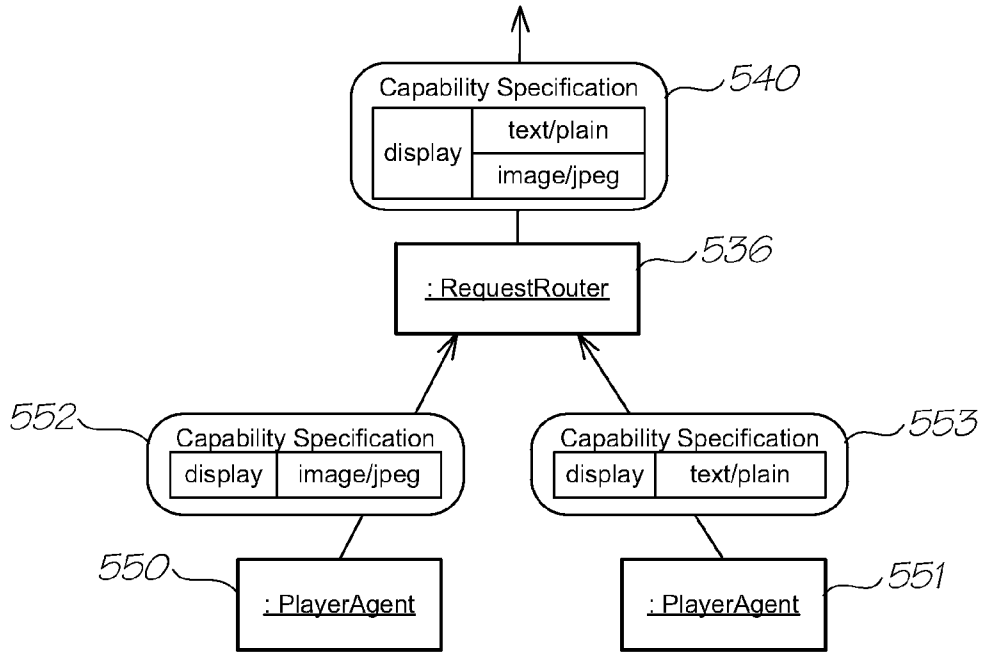 Capability Specification
540
text/plain
display
image/jpeg
536
: RequestRouter
552
Capability Specification
display
image/jpeg
553
Capability Specification
display
text/plain
550
: PlayerAgent
551
: PlayerAgent